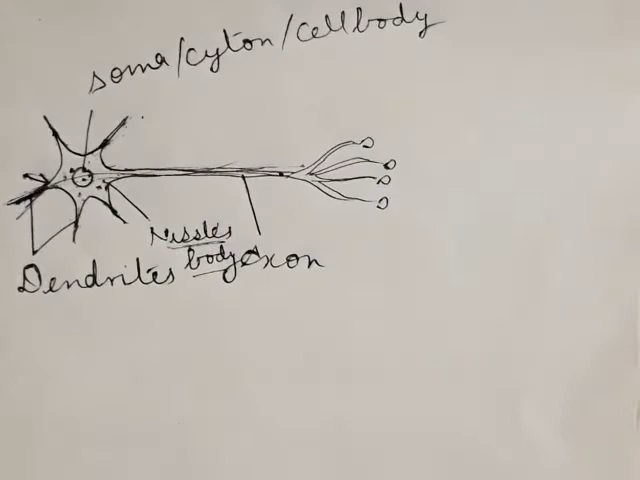 soma/cyton/cellbody
Nissles
body
Dendrites
axon